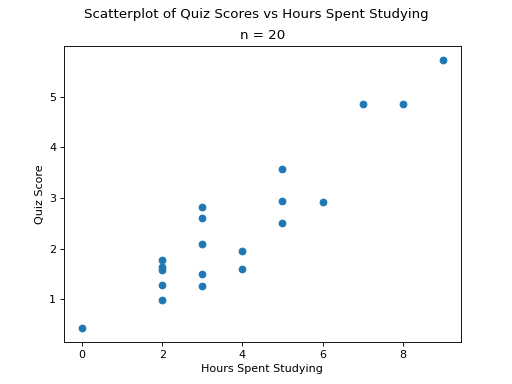 Scatterplot of Quiz Scores vs Hours Spent Studying
n = 20
5
4
3
2
1
Quiz Score
0 2 4 6 8
Hours Spent Studying